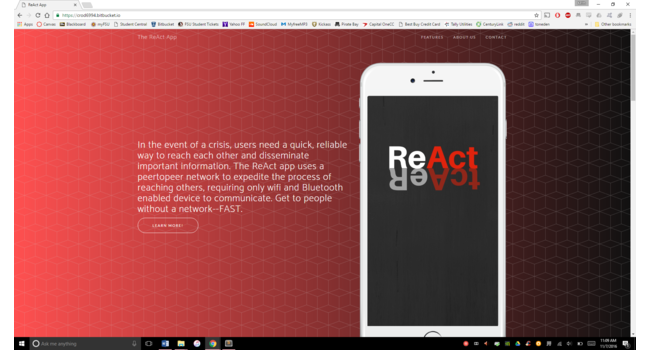 ReAct App
https://croll8994.bitbucket.io
Apps Canvas Blackboard myFSU Student Central Bitbucket FSU Student Tickets Yahoo FF SoundCloud MyfreeMP3 Kickass Pirate Bay Capital OneCC Best Buy Credit Card Tally Utilities CenturyLink reddit Other bookmarks
The ReAct App
FEATURES ABOUT US CONTACT
In the event of a crisis, users need a quick, reliable
way to reach each other and disseminate
important information. The ReAct app uses a
peertopeer network to expedite the process of
reaching others, requiring only wifi and Bluetooth
enabled device to communicate. Get to people
without a network--FAST.
LEARN MORE!
ReAct
ReAct
Ask me anything
11:09 AM
11/7/2016